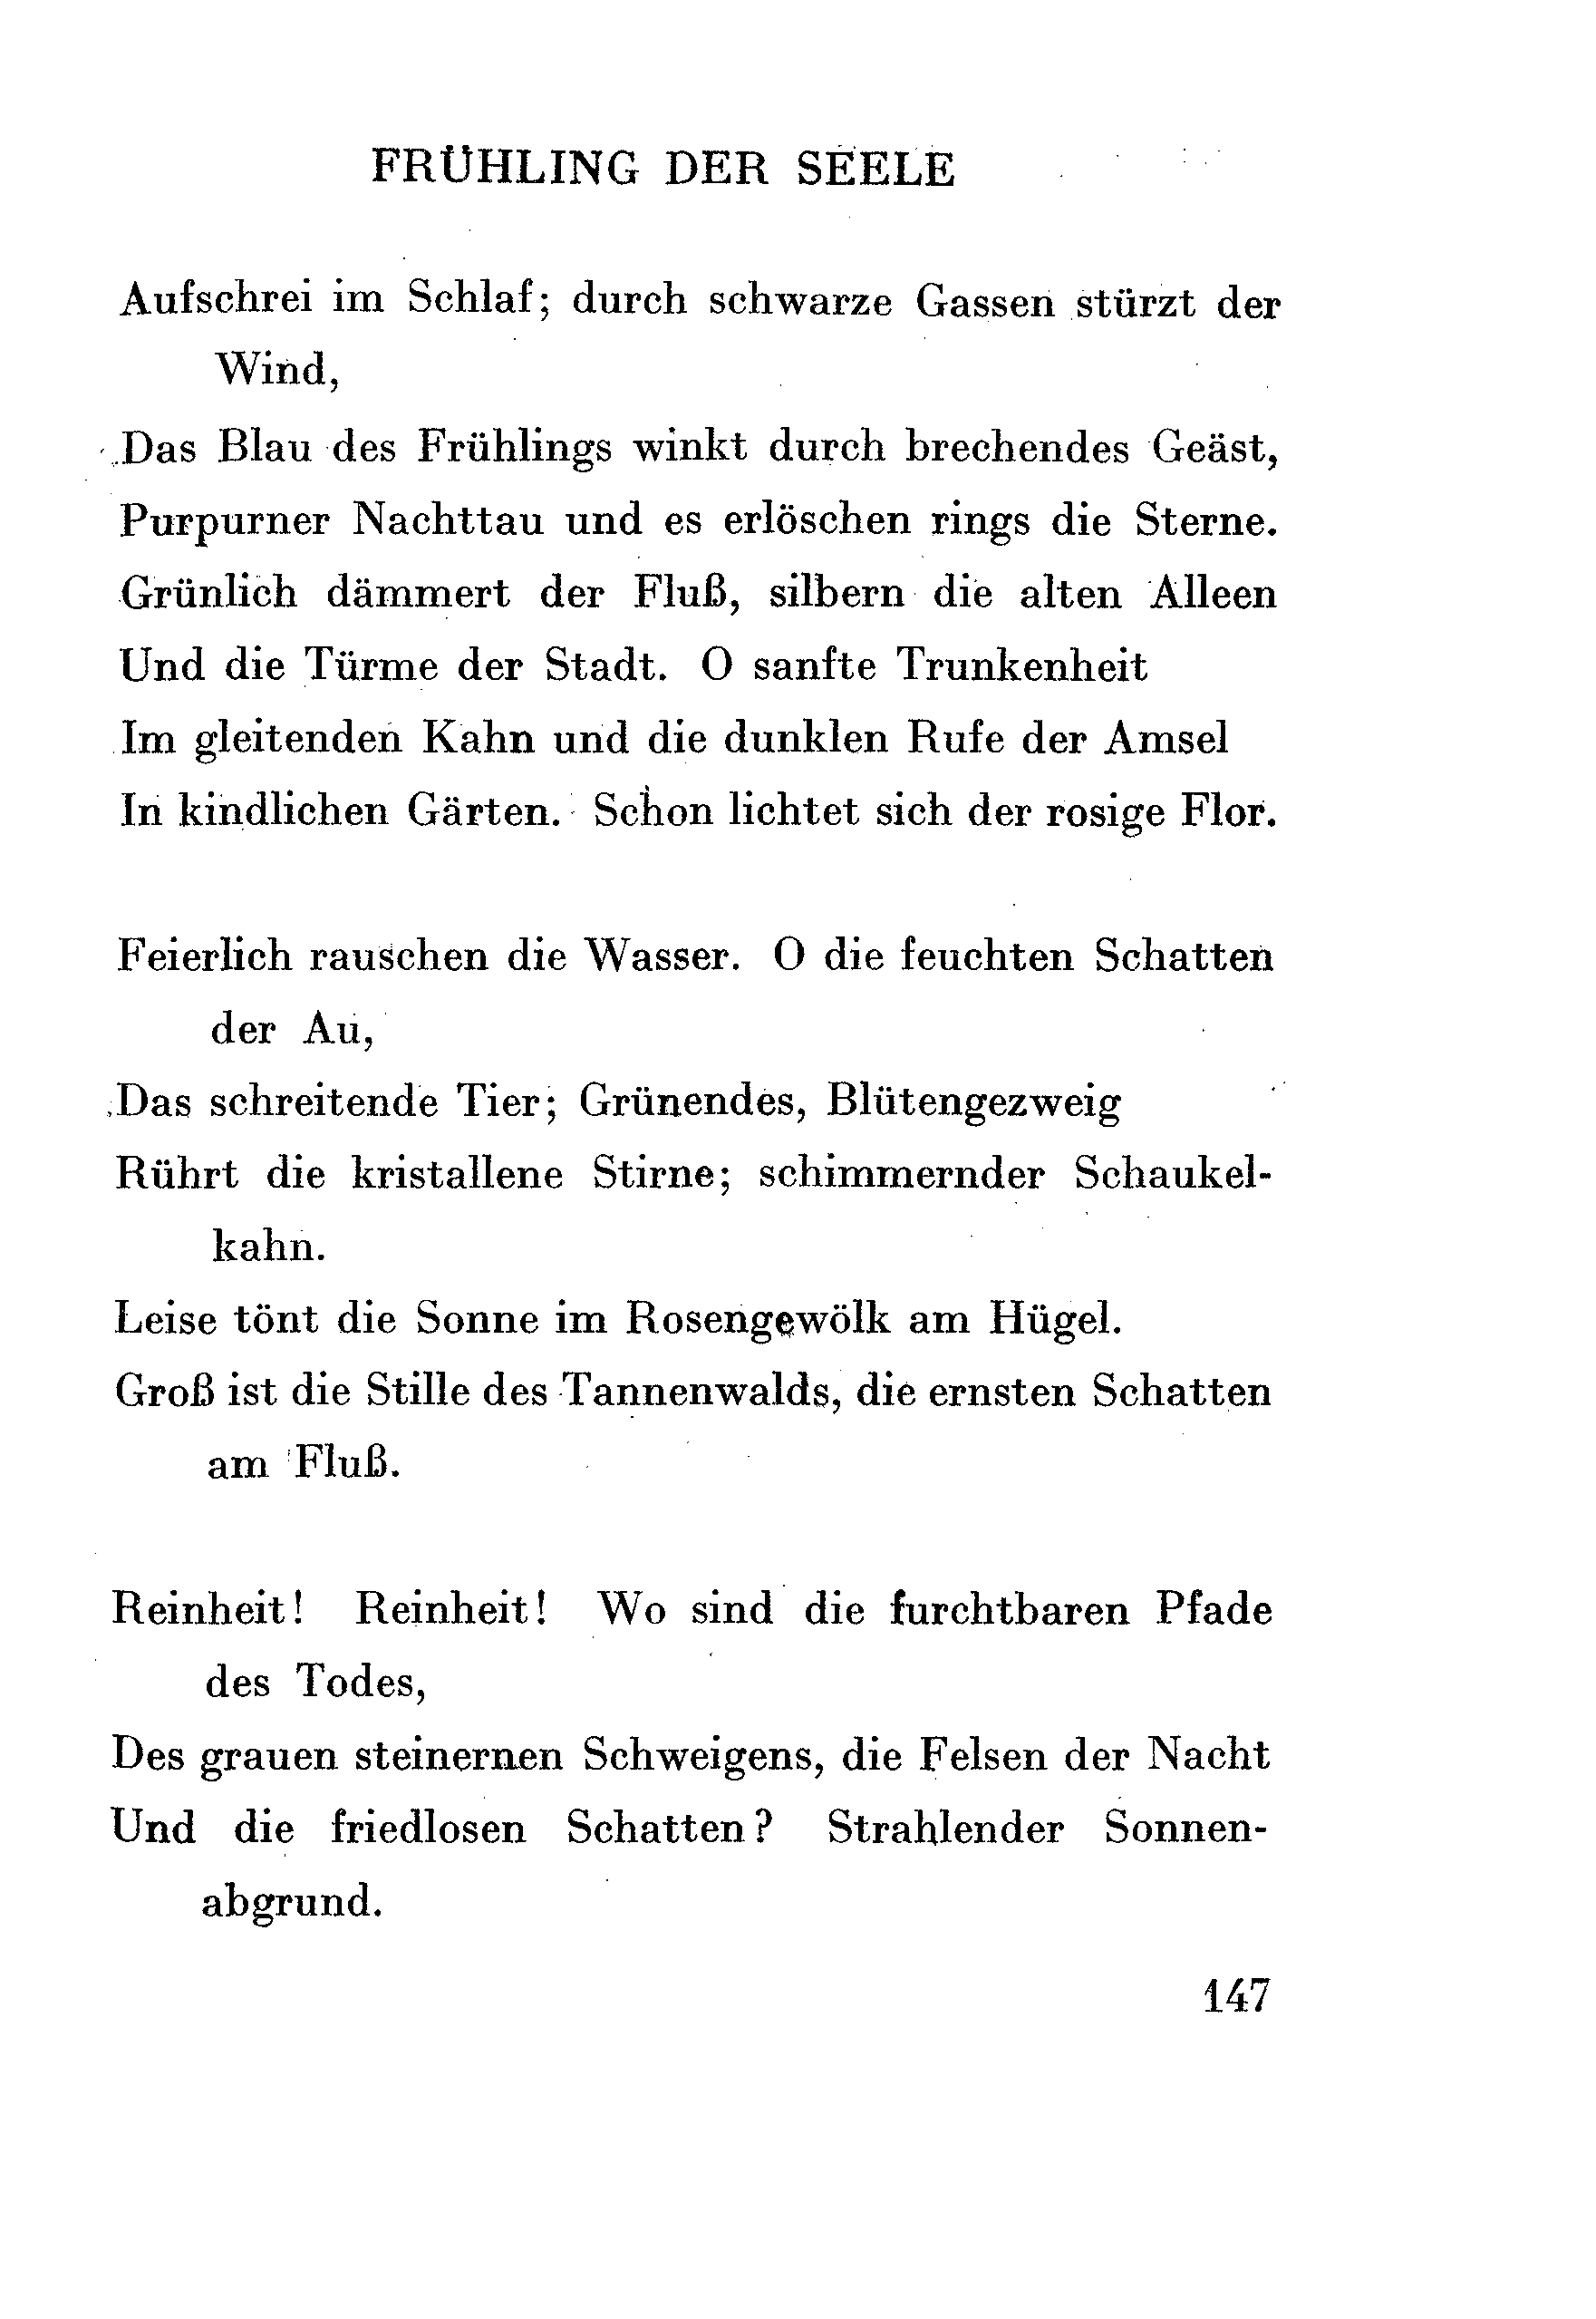 FRÜHLING DER SEELE
Aufschrei im Schlaf; durch schwarze Gassen stürzt der
Wind,
Das Blau des Frühlings winkt durch brechendes Geäst,
Purpurner Nachttau und es erlöschen rings die Sterne.
Grünlich dämmert der Fluß, silbern die alten Alleen
Und die Türme der Stadt. O sanfte Trunkenheit
Im gleitenden Kahn und die dunklen Rufe der Amsel
In kindlichen Gärten. Schon lichtet sich der rosige Flor.
Feierlich rauschen die Wasser. O die feuchten Schatten
der Au,
Das schreitende Tier; Grünendes, Blütengezweig
Rührt die kristallene Stirne; schimmernder Schaukel-
kahn.
Leise tönt die Sonne im Rosengewölk am Hügel.
Groß ist die Stille des Tannenwalds, die ernsten Schatten
am Fluß.
Reinheit! Reinheit! Wo sind die furchtbaren Pfade
des Todes,
Des grauen steinernen Schweigens, die Felsen der Nacht
Und die friedlosen Schatten? Strahlender Sonnen-
abgrund.
147